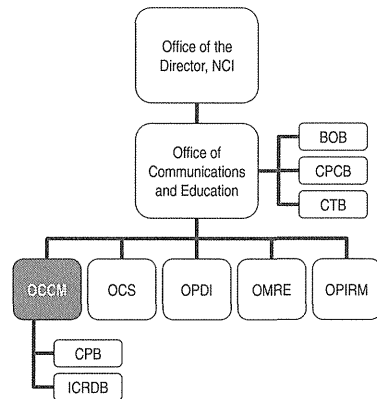 Office of the
Director, NCI
Office of
Communications
and Education
BOB
CPCB
CTB
OCCM
OCS
OPDI
OMRE
OPIRM
CPB
ICRDB